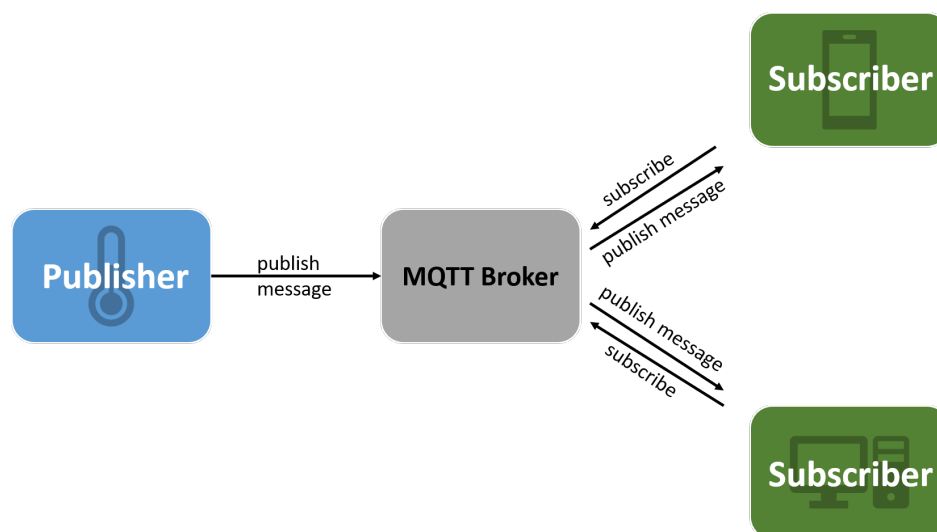 Subscriber
subscribe
publish message
Publisher
publish
message
MQTT Broker
publish message
subscribe
Subscriber